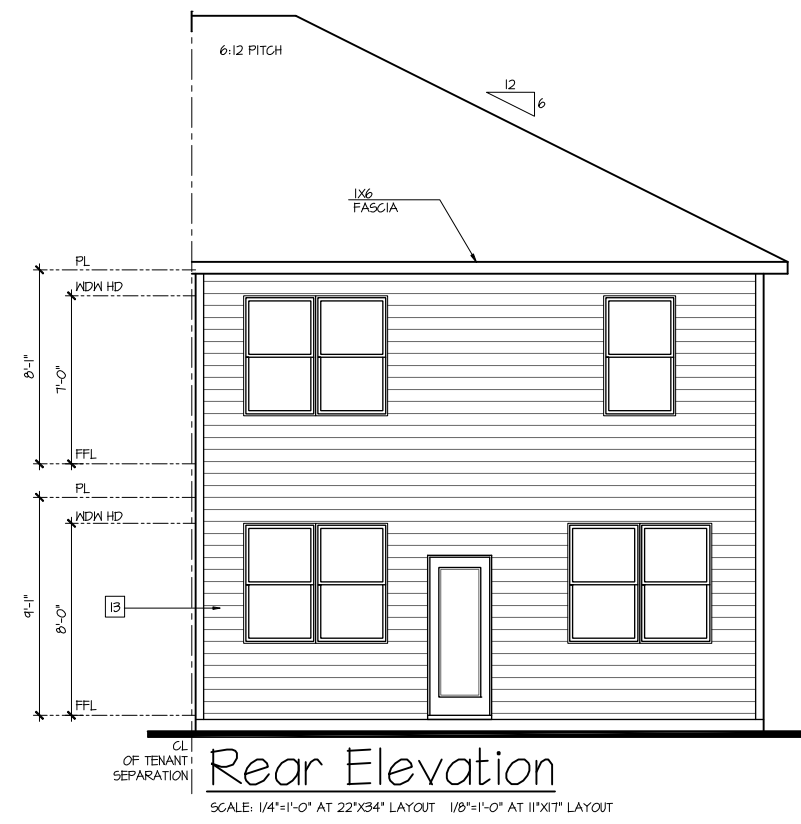 6:12 PITCH
12
6
1X6
FASCIA
PL
WDW HD
8'-1"
7'-0"
FFL
PL
WDW HD
13
9'-1"
8'-0"
FFL
CL
OF TENANT
SEPARATION
Rear Elevation
SCALE: 1/4"=1'-0" AT 22"X34" LAYOUT 1/8"=1'-0" AT 11"X17" LAYOUT